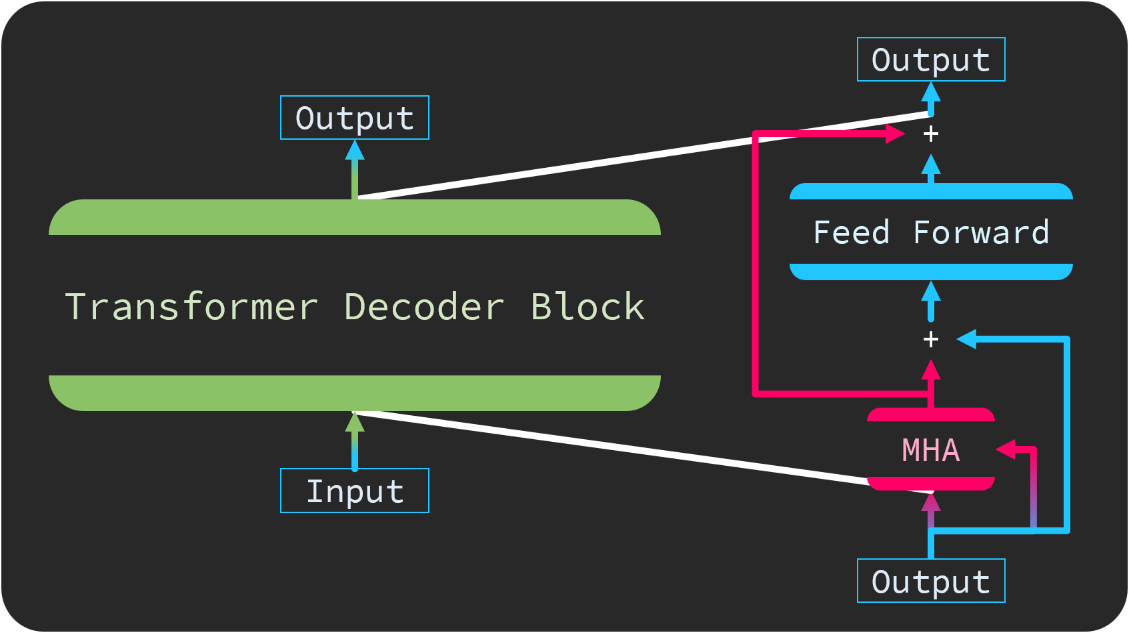 Output
Transformer Decoder Block
Input
Output
+
Feed Forward
+
MHA
Output